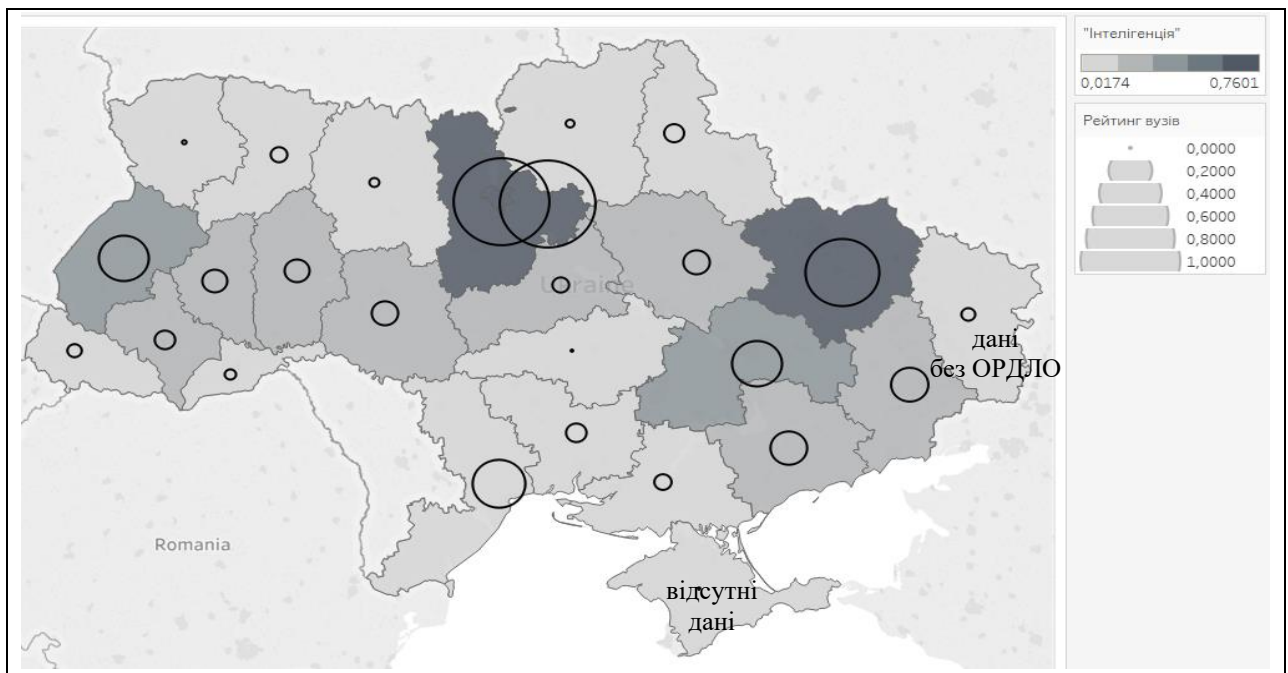 "Інтелігенція"
0,0174 0,7601
Рейтинг вузів
0,0000
0,2000
0,4000
0,6000
0,8000
1,0000
Ukraine
дані
без ОРДЛО
Romania
відсутні
дані